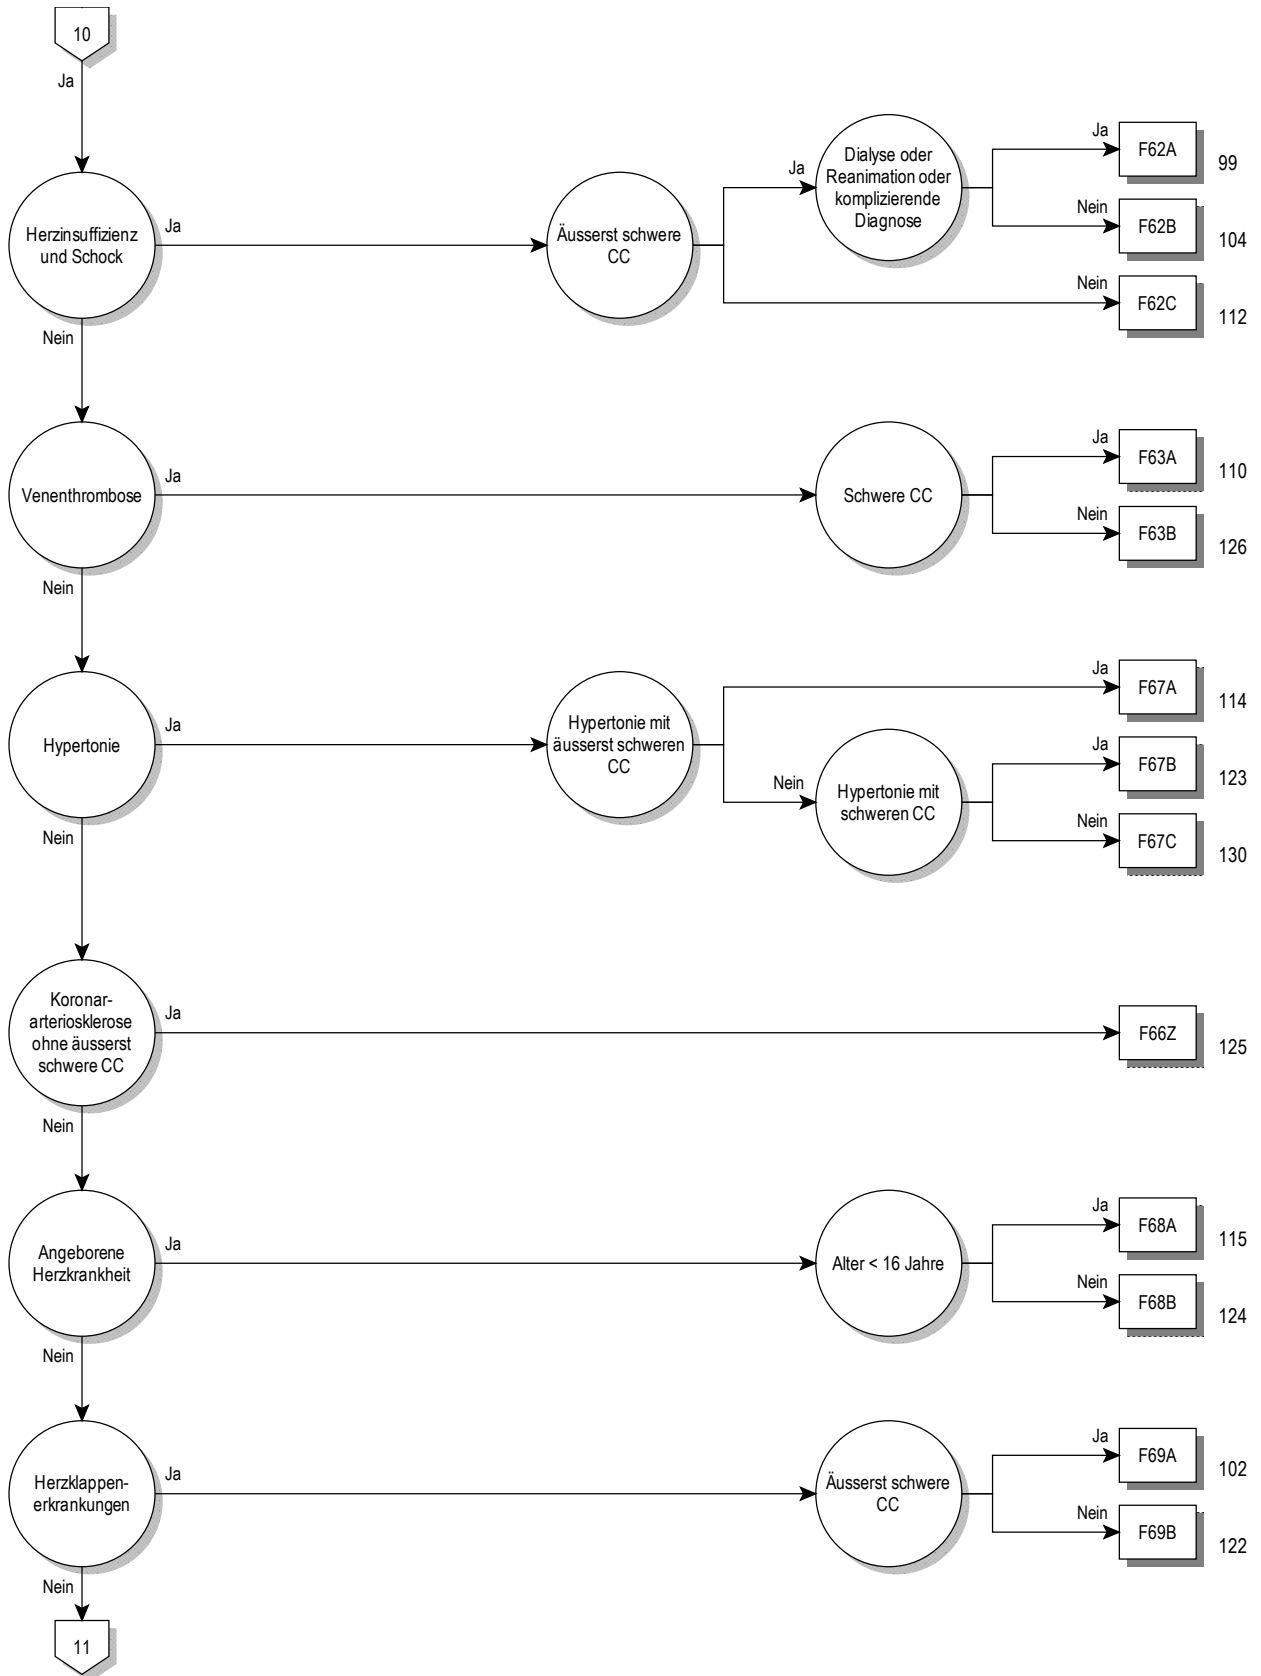 10
Ja
Herzinsuffizienz
und Schock
Ja
Äusserst schwere
CC
Ja
Dialyse oder
Reanimation oder
komplizierende
Diagnose
Ja
F62A
99
Nein
F62B
104
Nein
F62C
112
Nein
Venenthrombose
Ja
Schwere CC
Ja
F63A
110
Nein
F63B
126
Nein
Hypertonie
Ja
Hypertonie mit
äusserst schweren
CC
Ja
F67A
114
Nein
Hypertonie mit
schweren CC
Ja
F67B
123
Nein
F67C
130
Nein
Koronar-
arteriosklerose
ohne äusserst
schwere CC
Ja
F66Z
125
Nein
Angeborene
Herzkrankheit
Ja
Alter < 16 Jahre
Ja
F68A
115
Nein
F68B
124
Nein
Herzklappen-
erkrankungen
Ja
Äusserst schwere
CC
Ja
F69A
102
Nein
F69B
122
Nein
11